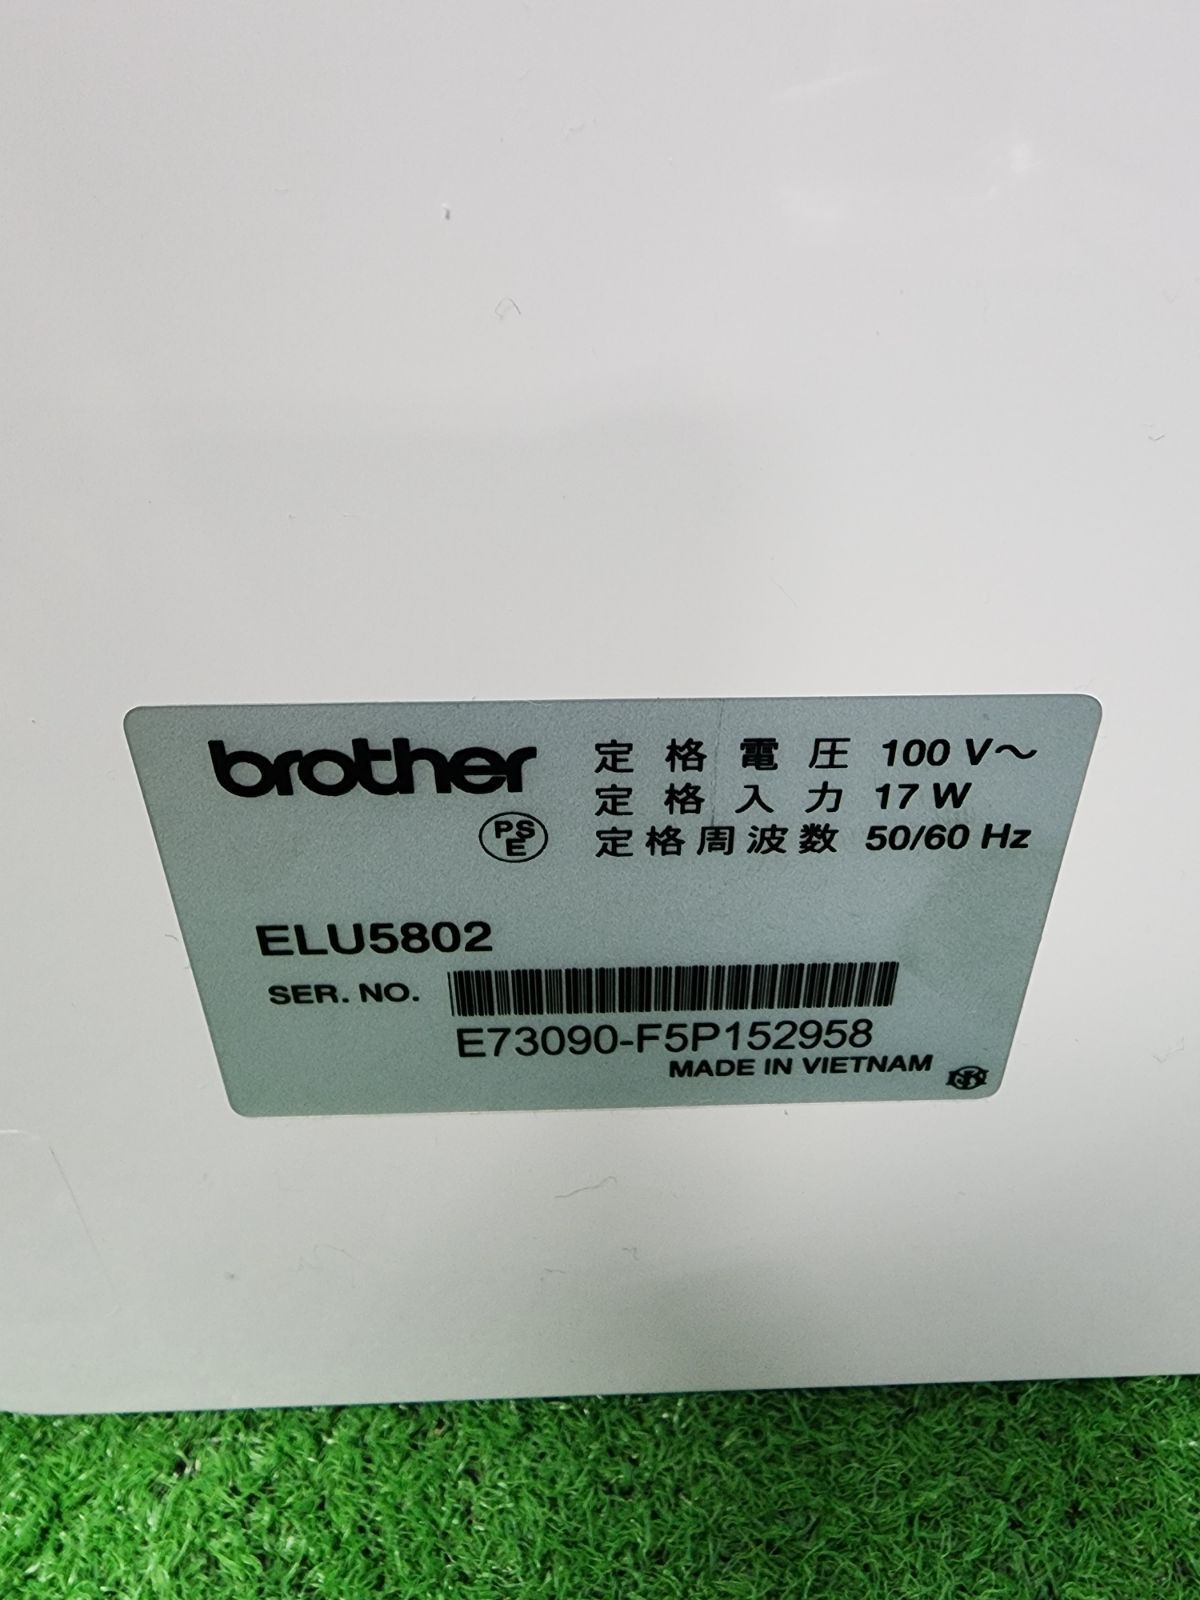 brother
定格電圧 100 V～
定格入力 17 W
定格周波数 50/60 Hz
PSE
ELU5802
SER. NO.
E73090-F5P152958
MADE IN VIETNAM